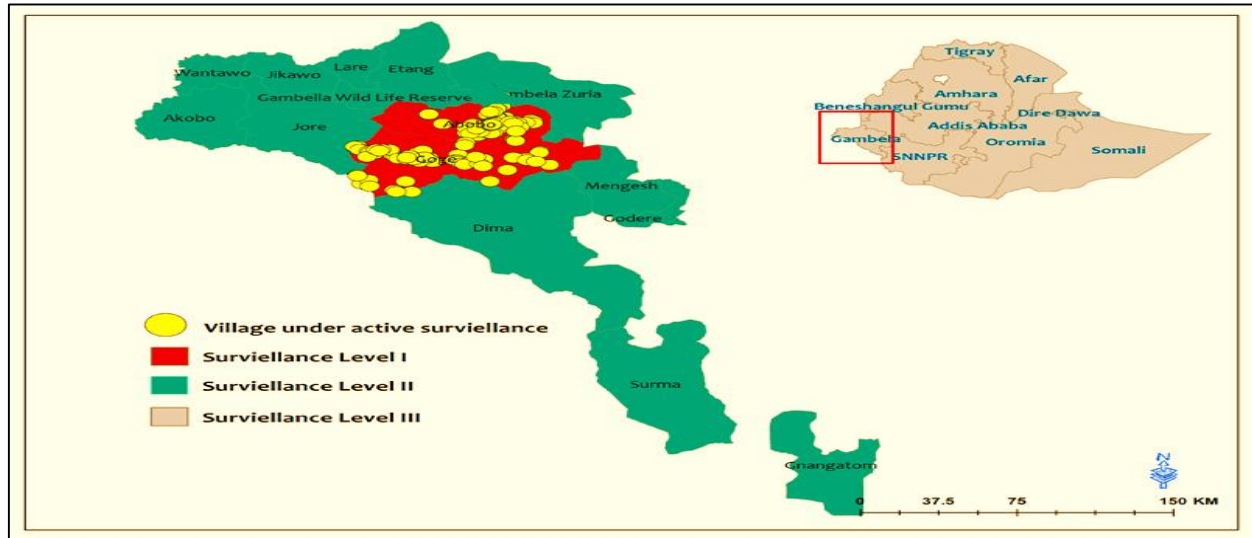 Wantawo
Jikawo
Lare
Etang
mbela Zuria
Gambella Wild Life Reserve
Akobo
Jore
Abobo
Goge
Mengesh
Godere
Dima
Surma
Gnangatom
Tigray
Afar
Amhara
Beneshangul Gumu
Dire Dawa
Addis Ababa
Gambela
Oromia
SNNPR
Somali
Village under active surviellance
Surviellance Level I
Surviellance Level II
Surviellance Level III
N
0 37.5 75 150 KM